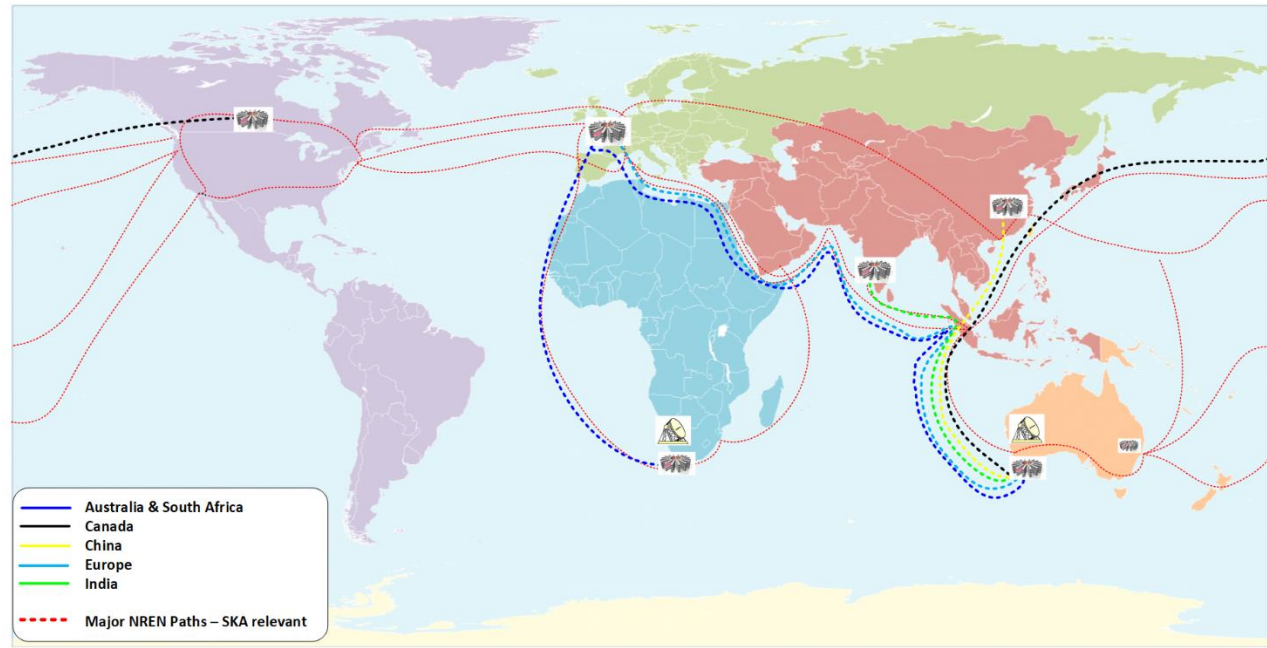 Australia & South Africa
Canada
China
Europe
India
Major NREN Paths – SKA relevant